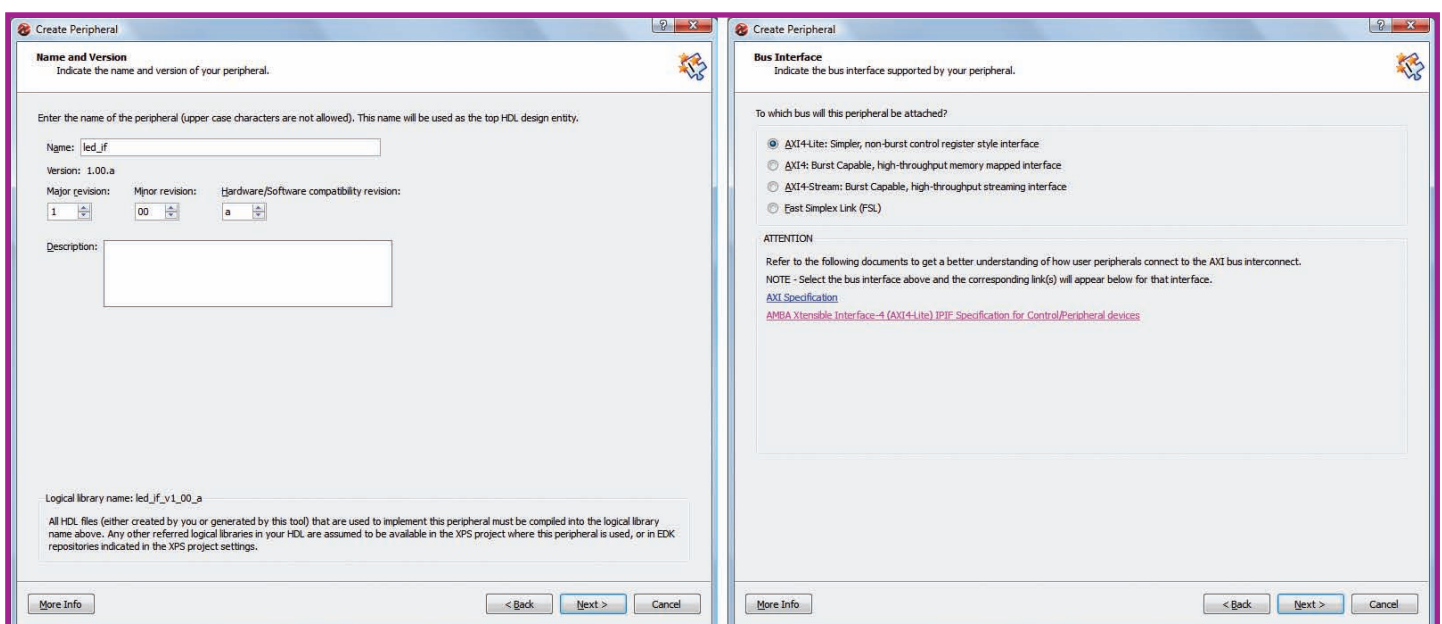 Create Peripheral
Name and Version
Indicate the name and version of your peripheral.
Enter the name of the peripheral (upper case characters are not allowed). This name will be used as the top HDL design entity.
Name: led_if
Version: 1.00.a
Major revision: Minor revision: Hardware/Software compatibility revision:
1 00 a
Description:
Logical library name: led_if_v1_00_a
All HDL files (either created by you or generated by this tool) that are used to implement this peripheral must be compiled into the logical library
name above. Any other referred logical libraries in your HDL are assumed to be available in the XPS project where this peripheral is used, or in EDK
repositories indicated in the XPS project settings.
More Info < Back Next > Cancel
Create Peripheral
Bus Interface
Indicate the bus interface supported by your peripheral.
To which bus will this peripheral be attached?
AXI4-Lite: Simpler, non-burst control register style interface
AXI4: Burst Capable, high-throughput memory mapped interface
AXI4-Stream: Burst Capable, high-throughput streaming interface
Fast Simplex Link (FSL)
ATTENTION
Refer to the following documents to get a better understanding of how user peripherals connect to the AXI bus interconnect.
NOTE - Select the bus interface above and the corresponding link(s) will appear below for that interface.
AXI Specification
AMBA Xtensible Interface-4 (AXI4-Lite) IPIF Specification for Control/Peripheral devices
More Info < Back Next > Cancel